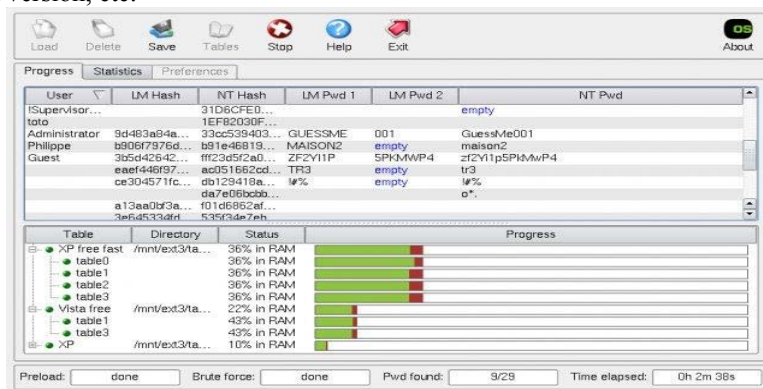 version, etc.
Load Delete Save Tables Stop Help Exit OS About
Progress Statistics Preferences
User LM Hash NT Hash LM Pwd 1 LM Pwd 2 NT Pwd
!Supervisor... 31D6CFE0... empty
toto 1EF82030F...
Administrator 9d483a84a... 33cc539403... GUESSME 001 GuessMe001
Philippe b906f7976d... b91e46819... MAISON2 empty maison2
Guest 3b5d42642... fff23d5f2a0... ZF2YI1P 5PKMWP4 zf2Yi1p5PkMwP4
eaef446f97... ac051662cd... TR3 empty tr3
ce304571fc... db129418a... !#% empty !#%
da7e06bcbb... o*.
a13aa0bf3a... f01d6862af...
3e645334fd 535f34e7eb
Table Directory Status Progress
XP free fast /mnt/ext3/ta... 36% in RAM
table0 36% in RAM
table1 36% in RAM
table2 36% in RAM
table3 36% in RAM
Vista free /mnt/ext3/ta... 22% in RAM
table1 43% in RAM
table3 43% in RAM
XP /mnt/ext3/ta... 10% in RAM
Preload: done Brute force: done Pwd found: 9/29 Time elapsed: 0h 2m 38s